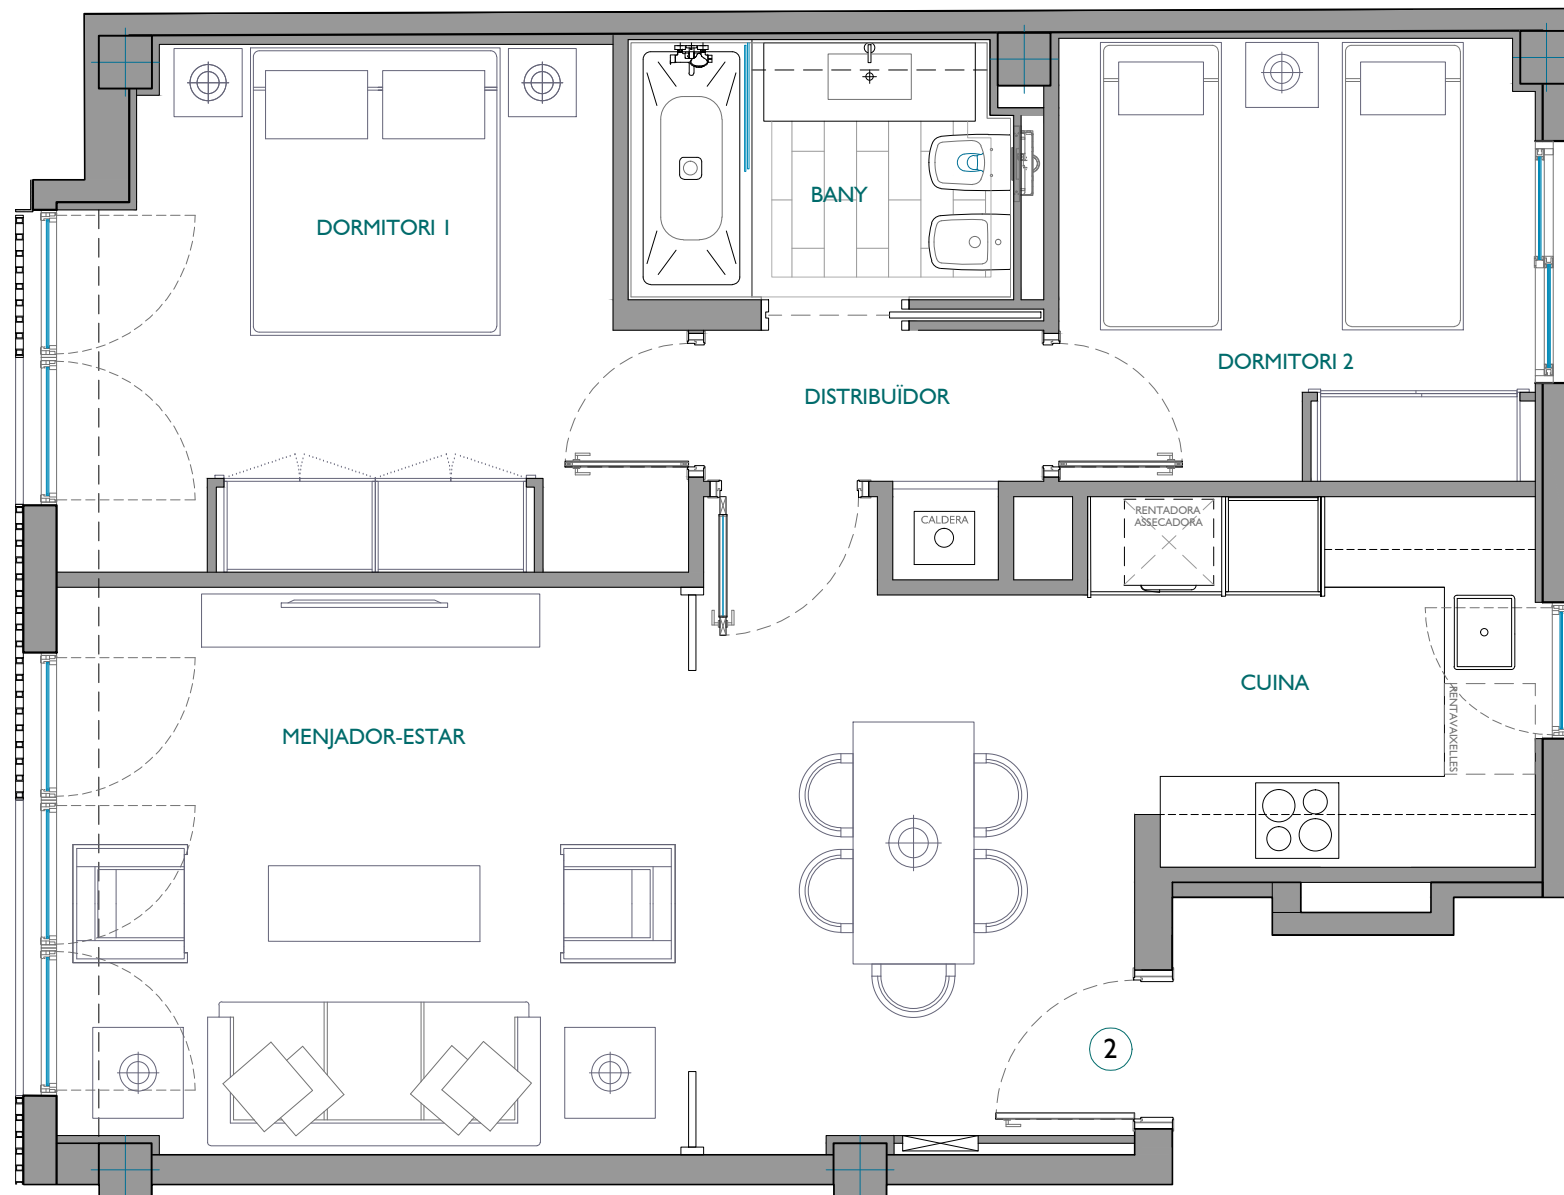 BANY
DORMITORI 1
DORMITORI 2
DISTRIBUÏDOR
CALDERA
RENTADORA
ASSECADORA
CUINA
RENTAVAIXELLES
MENJADOR-ESTAR
2